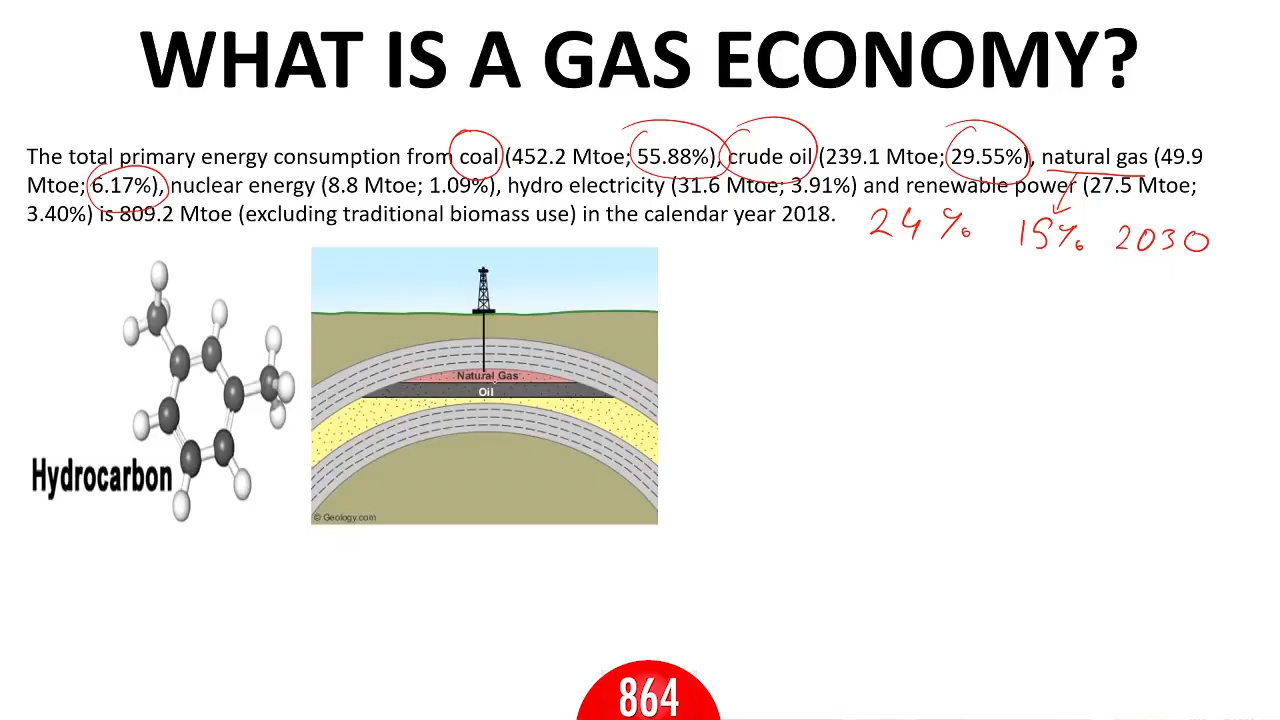 WHAT IS A GAS ECONOMY?
The total primary energy consumption from coal (452.2 Mtoe; 55.88%), crude oil (239.1 Mtoe; 29.55%), natural gas (49.9
Mtoe; 6.17%), nuclear energy (8.8 Mtoe; 1.09%), hydro electricity (31.6 Mtoe; 3.91%) and renewable power (27.5 Mtoe;
3.40%) is 809.2 Mtoe (excluding traditional biomass use) in the calendar year 2018.
24 % 15% 2030
Natural Gas
Oil
Hydrocarbon
© Geology.com
864